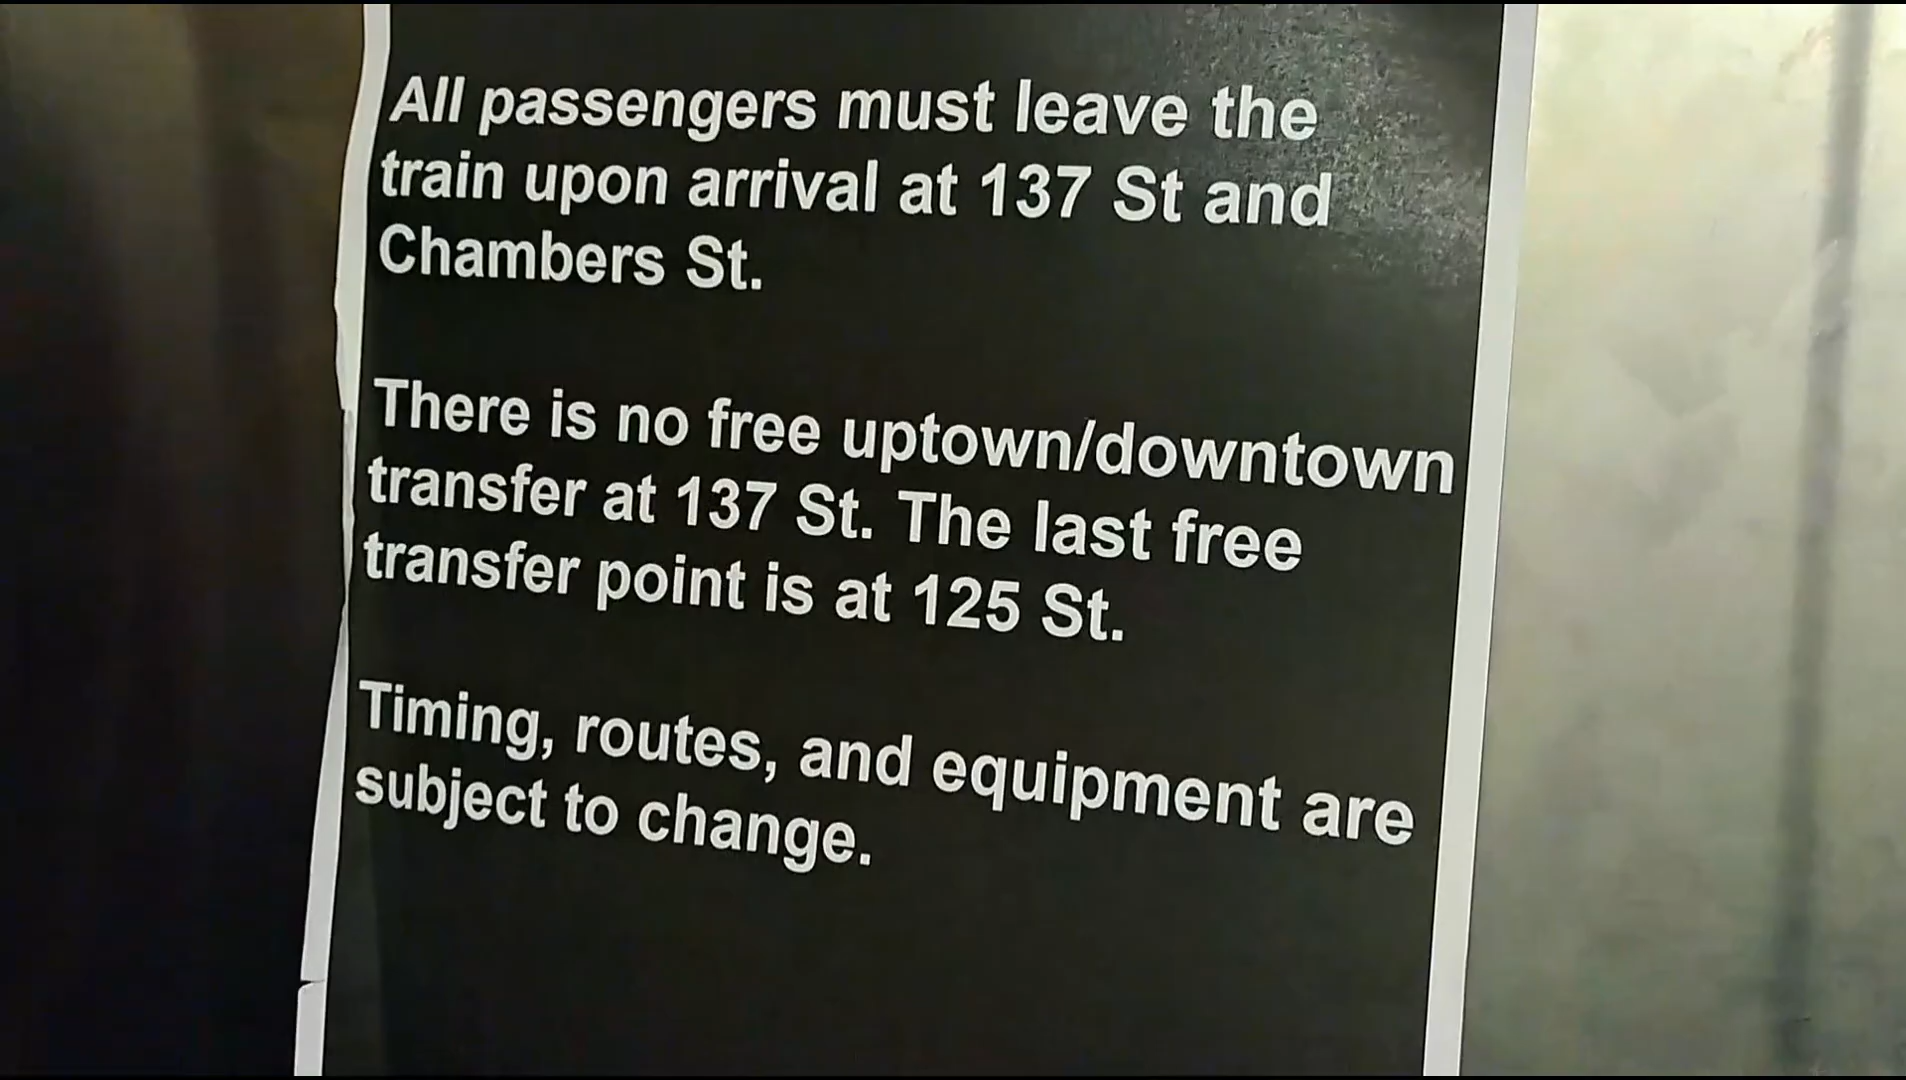 All passengers must leave the
train upon arrival at 137 St and
Chambers St.
There is no free uptown/downtown
transfer at 137 St. The last free
transfer point is at 125 St.
Timing, routes, and equipment are
subject to change.